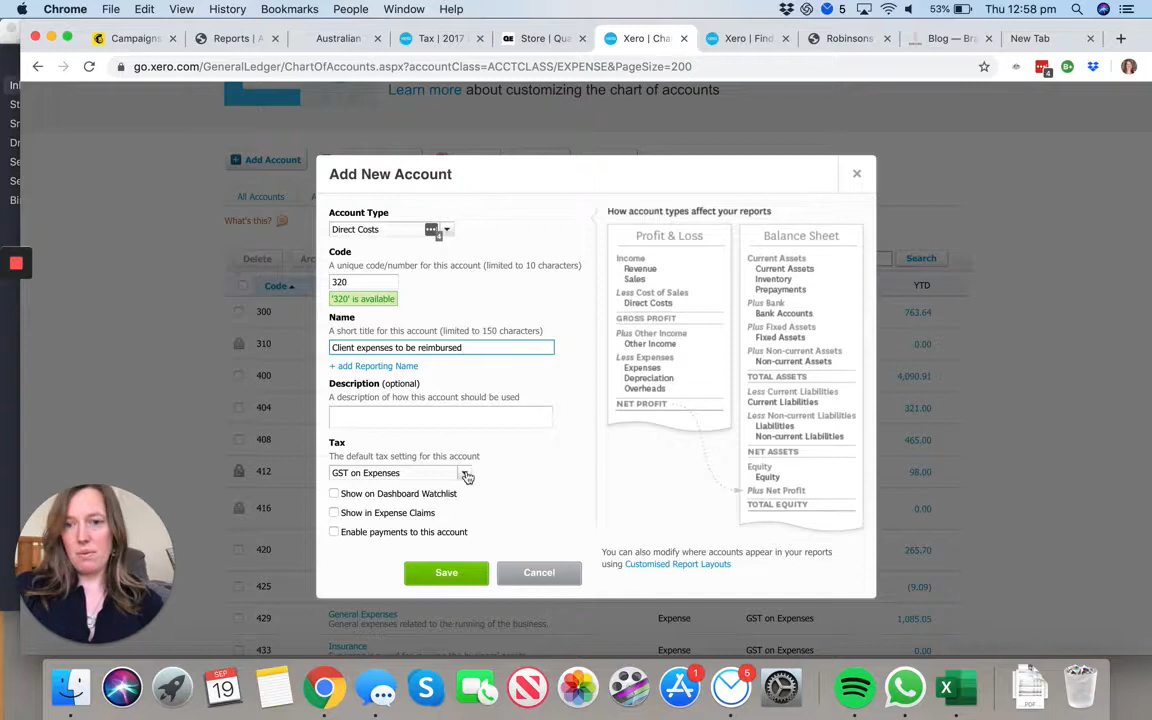 Chrome File Edit View History Bookmarks People Window Help 5 53% Thu 12:58 pm
Campaigns Reports | A Australian Tax | 2017 QE Store | Qua Xero | Cha Xero | Find Robinsons Blog — Bra New Tab
go.xero.com/GeneralLedger/ChartOfAccounts.aspx?accountClass=ACCTCLASS/EXPENSE&PageSize=200
Learn more about customizing the chart of accounts
Add Account
All Accounts
What's this?
Delete
Search
Code
YTD
300 763.64
310 0.00
400 4,090.91
404 321.00
408 465.00
412 98.00
416 0.00
420 265.70
425 (9.09)
429 General Expenses Expense GST on Expenses 1,085.05
General expenses related to the running of the business.
433 Insurance Expense GST on Expenses 0.00
Add New Account
Account Type
Direct Costs
4
Code
A unique code/number for this account (limited to 10 characters)
320
'320' is available
Name
A short title for this account (limited to 150 characters)
Client expenses to be reimbursed
+ add Reporting Name
Description (optional)
A description of how this account should be used
Tax
The default tax setting for this account
GST on Expenses
Show on Dashboard Watchlist
Show in Expense Claims
Enable payments to this account
Save Cancel
How account types affect your reports
Profit & Loss
Income
Revenue
Sales
Less Cost of Sales
Direct Costs
GROSS PROFIT
Plus Other Income
Other Income
Less Expenses
Expenses
Depreciation
Overheads
NET PROFIT
Balance Sheet
Current Assets
Current Assets
Inventory
Prepayments
Plus Bank
Bank Accounts
Plus Fixed Assets
Fixed Assets
Plus Non-current Assets
Non-current Assets
TOTAL ASSETS
Less Current Liabilities
Current Liabilities
Less Non-current Liabilities
Liabilities
Non-current Liabilities
NET ASSETS
Equity
Equity
Plus Net Profit
TOTAL EQUITY
You can also modify where accounts appear in your reports
using Customised Report Layouts
SEP
19
1
5
PDF